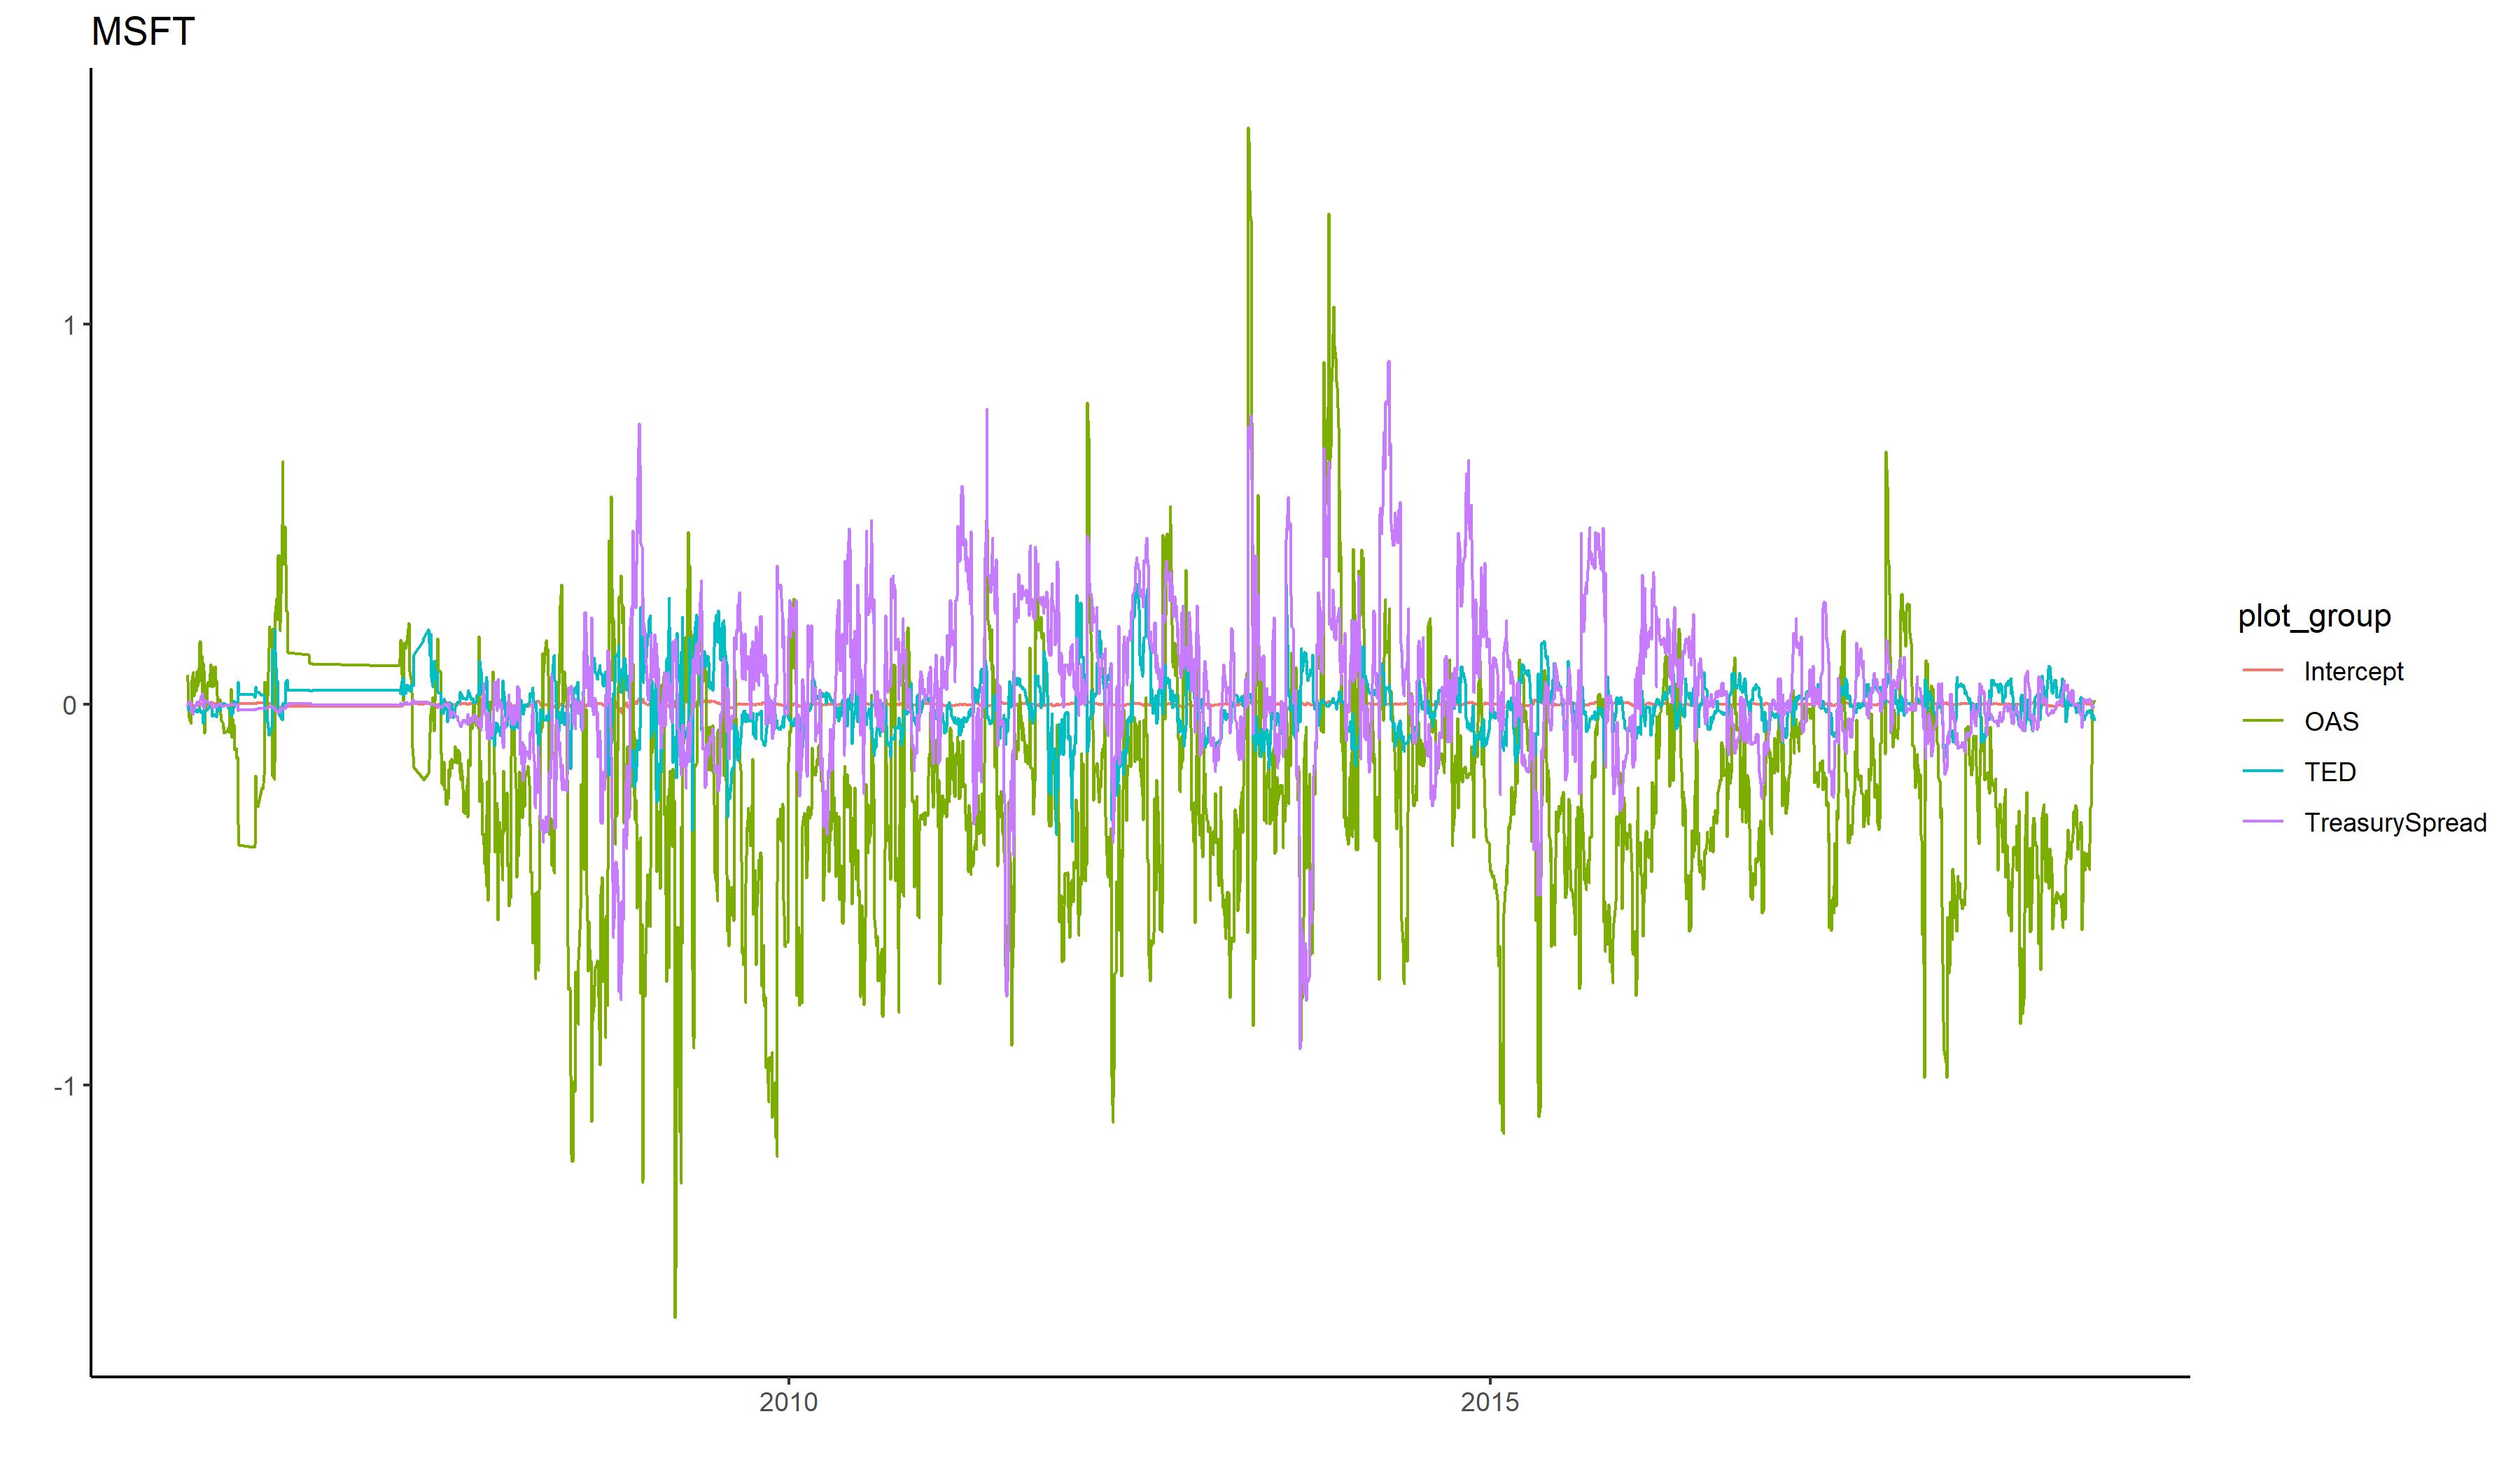 MSFT
1
0
-1
2010
2015
plot_group
Intercept
OAS
TED
TreasurySpread